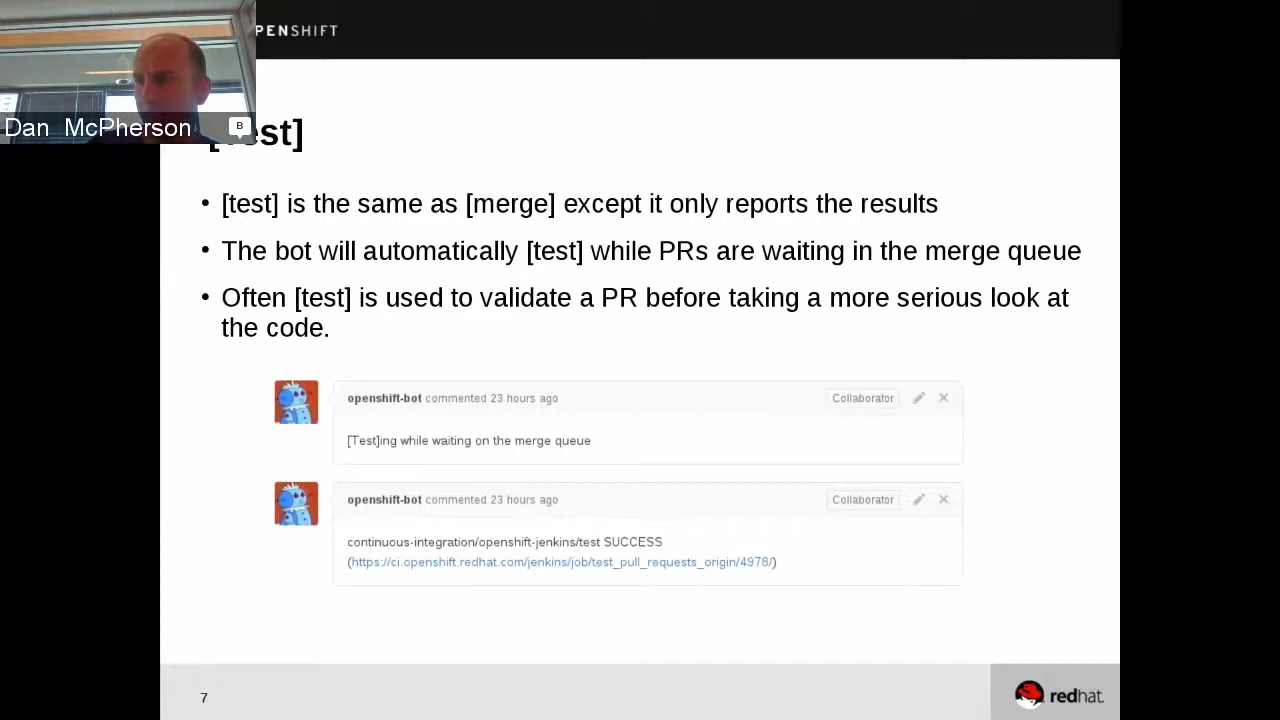 PENSHIFT
Dan McPherson
B
est]
• [test] is the same as [merge] except it only reports the results
• The bot will automatically [test] while PRs are waiting in the merge queue
• Often [test] is used to validate a PR before taking a more serious look at
the code.
openshift-bot commented 23 hours ago Collaborator
[Test]ing while waiting on the merge queue
openshift-bot commented 23 hours ago Collaborator
continuous-integration/openshift-jenkins/test SUCCESS
(https://ci.openshift.redhat.com/jenkins/job/test_pull_requests_origin/4978/)
7
redhat.